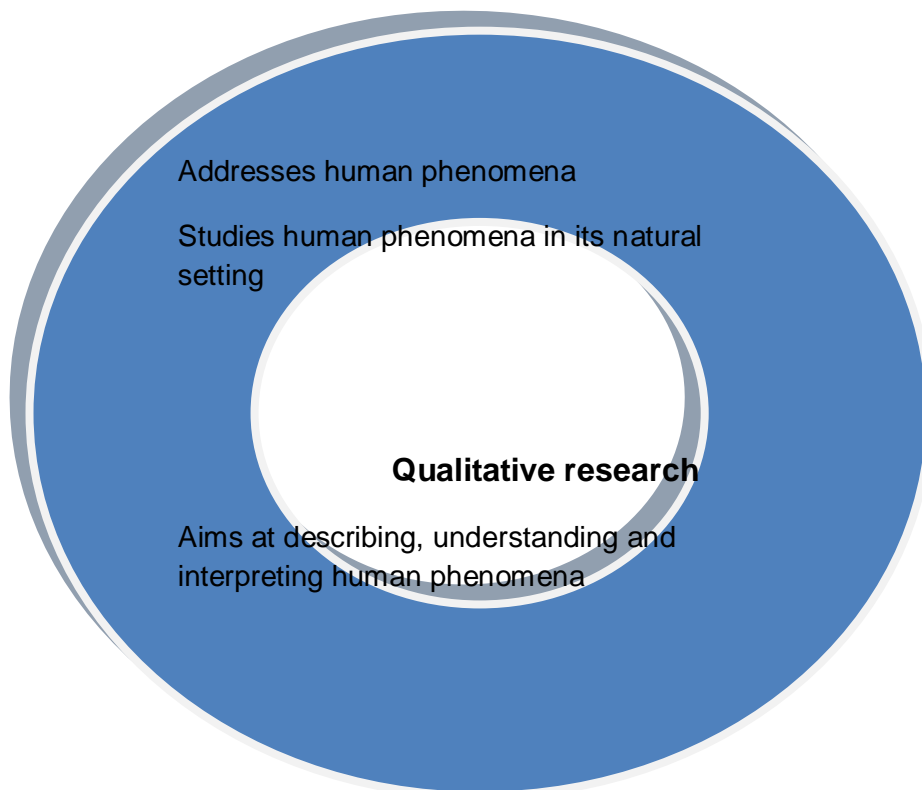 Addresses human phenomena
Studies human phenomena in its natural
setting
Qualitative research
Aims at describing, understanding and
interpreting human phenomena